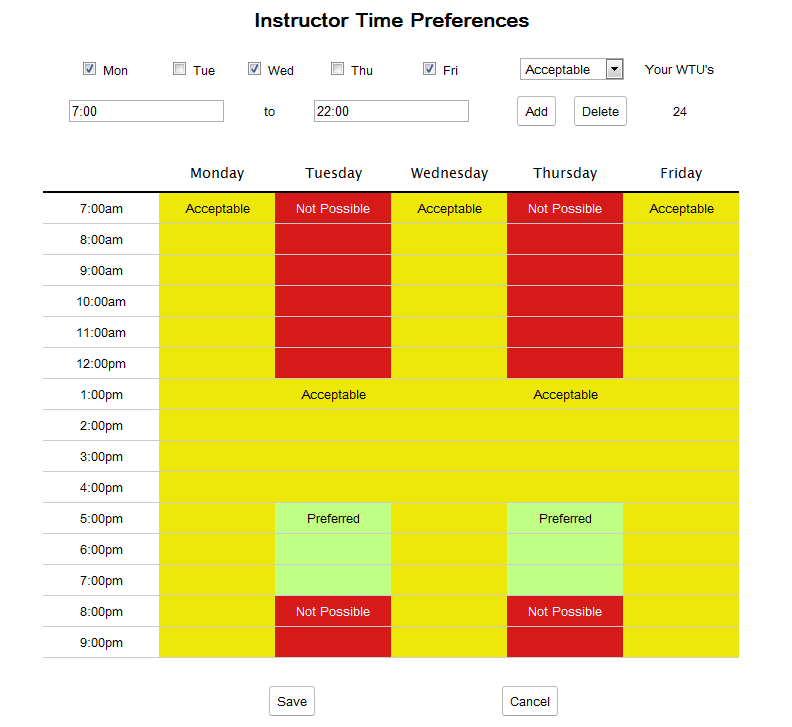 Instructor Time Preferences
Mon Tue Wed Thu Fri Acceptable Your WTU's
7:00 to 22:00 Add Delete 24
Monday Tuesday Wednesday Thursday Friday
7:00am Acceptable Not Possible Acceptable Not Possible Acceptable
8:00am
9:00am
10:00am
11:00am
12:00pm
1:00pm Acceptable Acceptable
2:00pm
3:00pm
4:00pm
5:00pm Preferred Preferred
6:00pm
7:00pm
8:00pm Not Possible Not Possible
9:00pm
Save Cancel